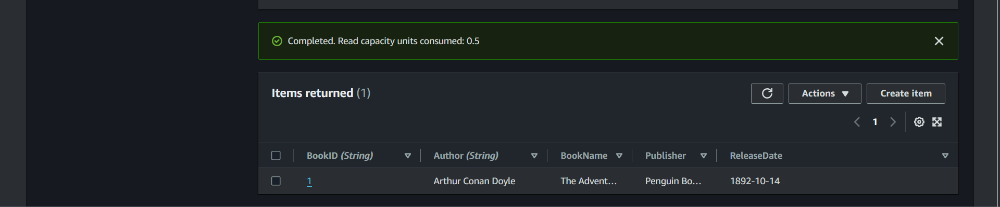 Completed. Read capacity units consumed: 0.5
Items returned (1)
Actions
Create item
1
BookID (String) Author (String) BookName Publisher ReleaseDate
1 Arthur Conan Doyle The Advent... Penguin Bo... 1892-10-14